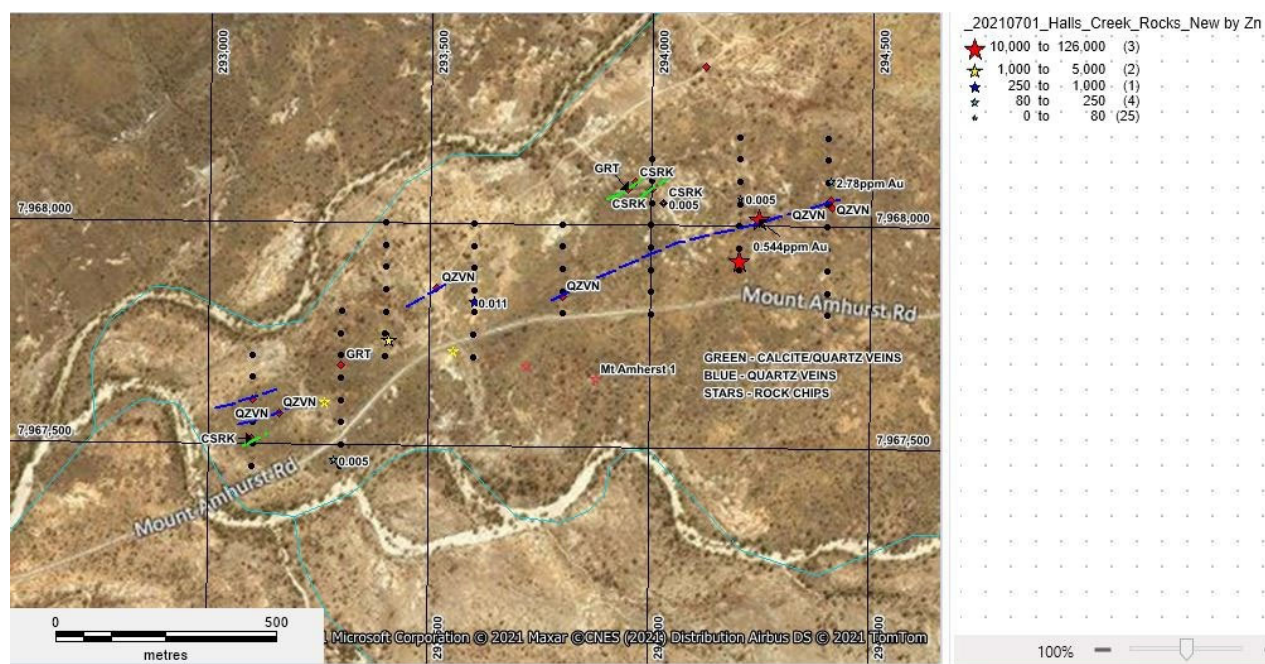 _20210701_Halls_Creek_Rocks_New by Zn
10,000 to 126,000 (3)
1,000 to 5,000 (2)
250 to 1,000 (1)
80 to 250 (4)
0 to 80 (25)
293,000
293,500
294,000
294,500
GRT
CSRK
CSRK
CSRK
0.005
0.005
2.78ppm Au
QZVN
QZVN
7,968,000
7,968,000
0.544ppm Au
QZVN
QZVN
0.011
Mount Amhurst Rd
GRT
Mt Amherst 1
GREEN - CALCITE/QUARTZ VEINS
BLUE - QUARTZ VEINS
STARS - ROCK CHIPS
QZVN
QZVN
CSRK
7,967,500
7,967,500
0.005
Mount Amhurst Rd
0 500
metres
Microsoft Corporation © 2021 Maxar ©CNES (2021) Distribution Airbus DS © 2021 TomTom
100%